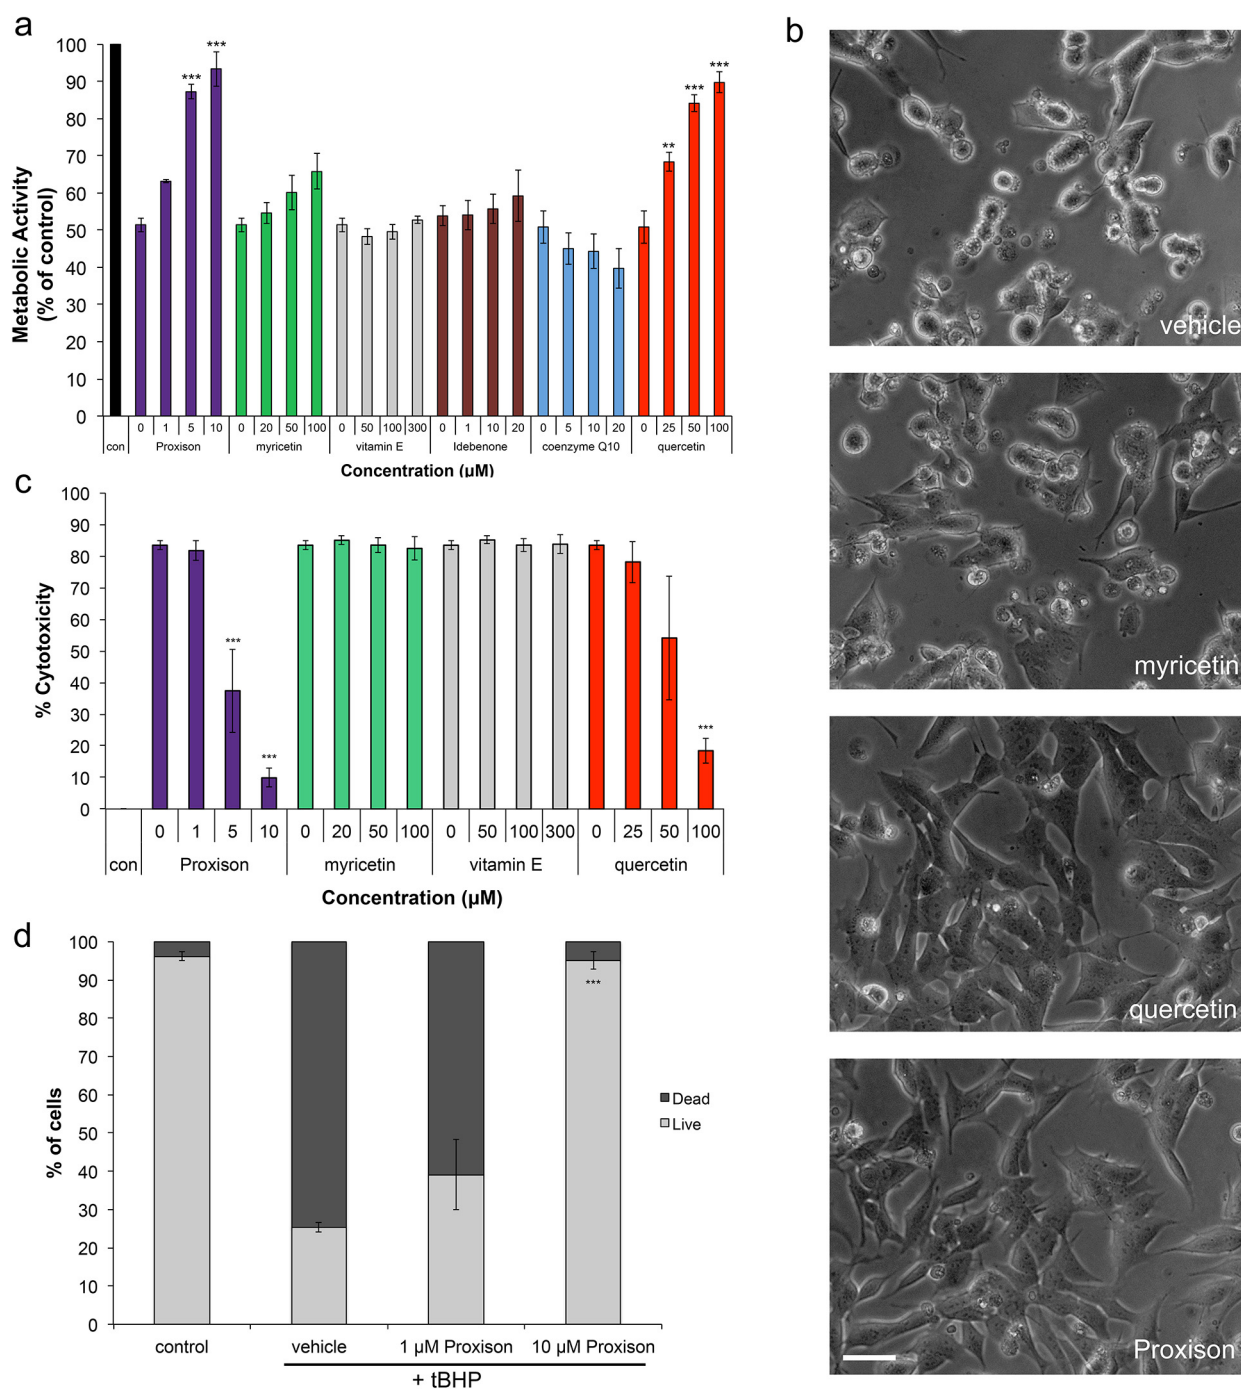 a
Metabolic Activity
(% of control)
100
90
80
70
60
50
40
30
20
10
0
***
***
**
***
***
0 1 5 10 0 20 50 100 0 50 100 300 0 1 10 20 0 5 10 20 0 25 50 100
con Proxison myricetin vitamin E Idebenone coenzyme Q10 quercetin
Concentration (µM)
b
vehicle
myricetin
quercetin
Proxison
c
% Cytotoxicity
100
90
80
70
60
50
40
30
20
10
0
***
***
***
0 1 5 10 0 20 50 100 0 50 100 300 0 25 50 100
con Proxison myricetin vitamin E quercetin
Concentration (µM)
d
% of cells
100
90
80
70
60
50
40
30
20
10
0
***
Dead
Live
control vehicle 1 µM Proxison 10 µM Proxison
+ tBHP